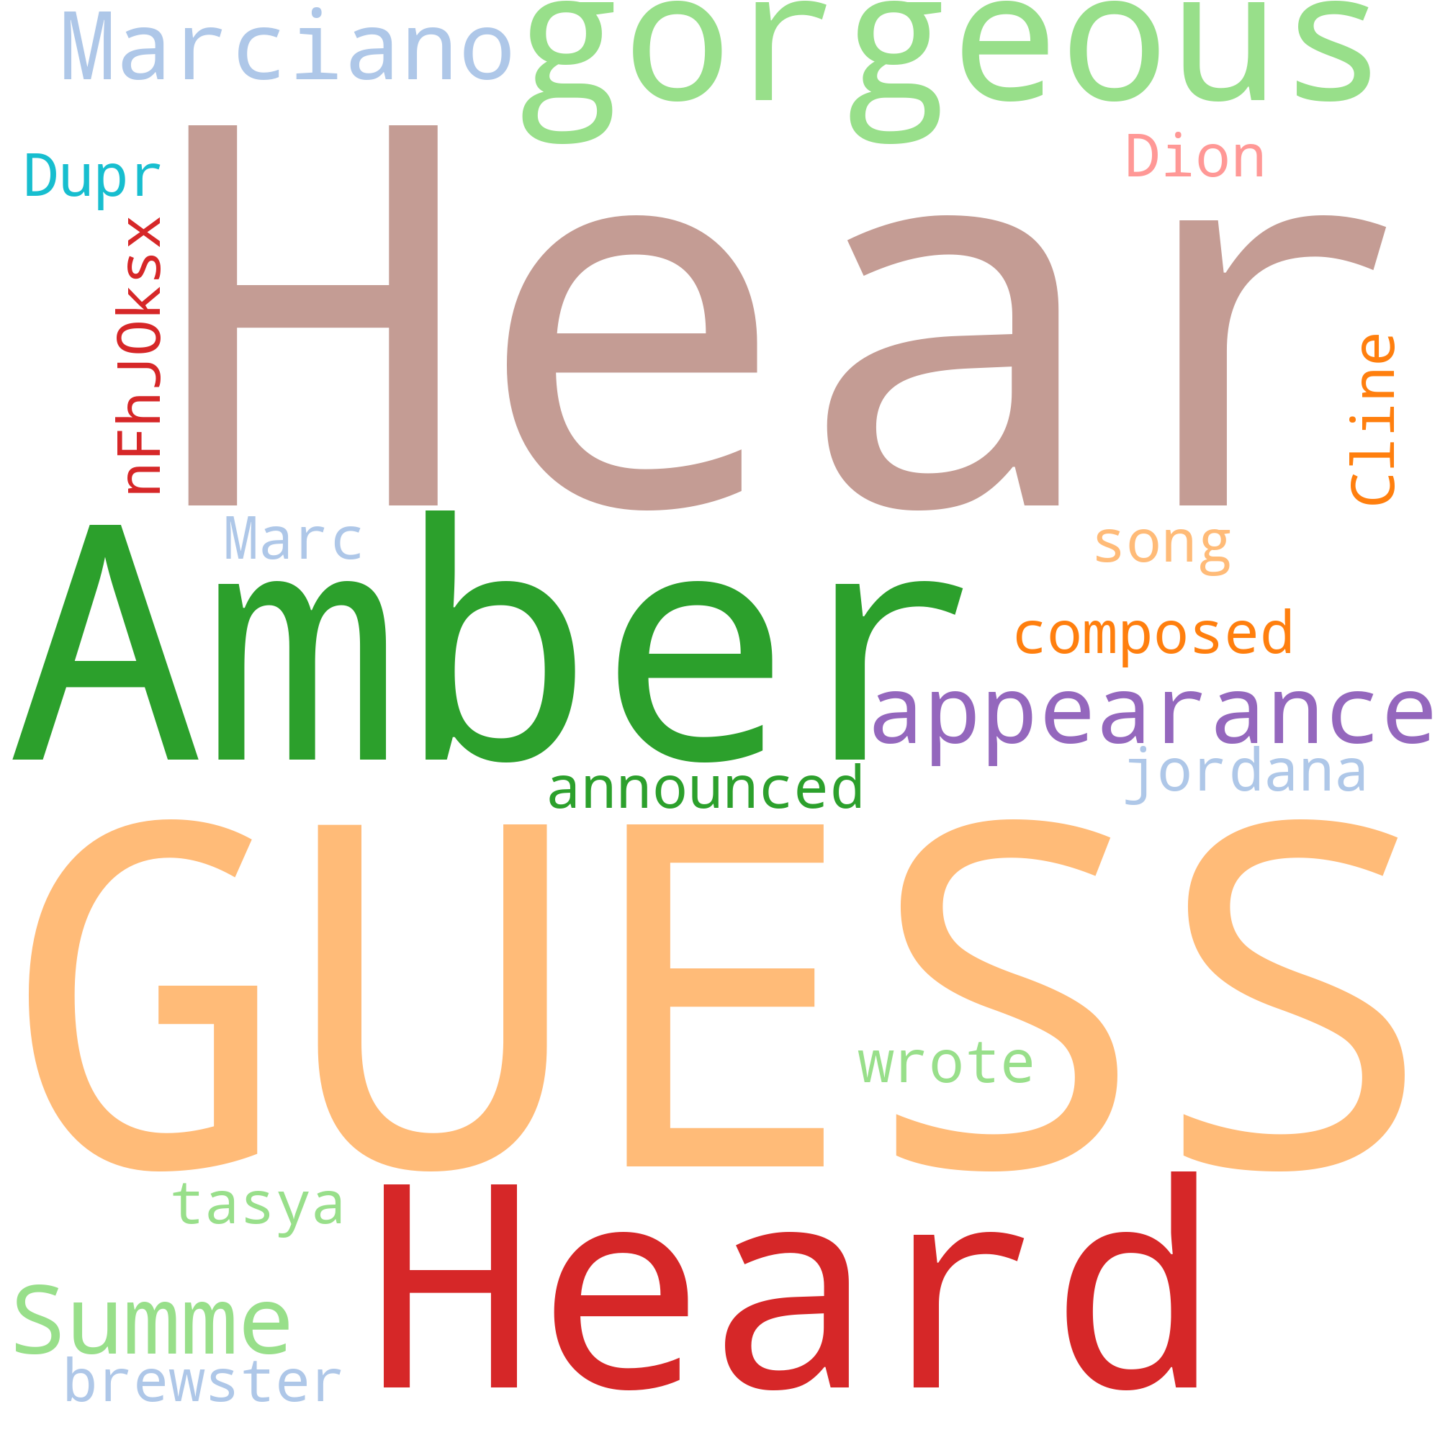 Marciano gorgeous
Dupr Dion
Hear
nFhJOksx
Cline
Marc song
Amber
composed
appearance
jordana
announced
GUESS
wrote
tasya
Heard
Summe
brewster